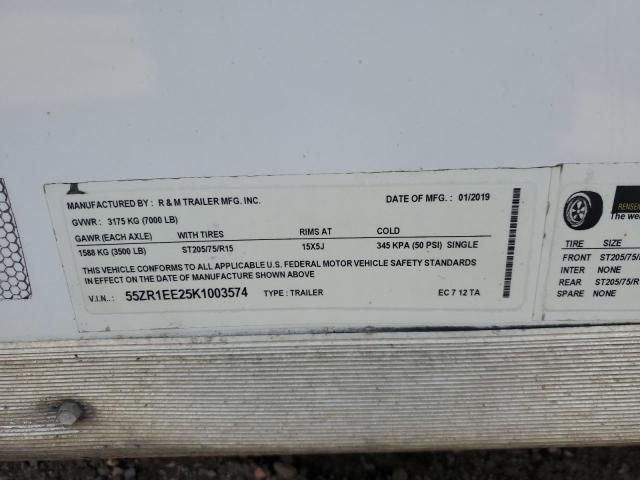 MANUFACTURED BY : R & M TRAILER MFG. INC. DATE OF MFG. : 01/2019
GVWR : 3175 KG (7000 LB)
GAWR (EACH AXLE) WITH TIRES RIMS AT COLD
1588 KG (3500 LB) ST205/75/R15 15X5J 345 KPA (50 PSI) SINGLE
THIS VEHICLE CONFORMS TO ALL APPLICABLE U.S. FEDERAL MOTOR VEHICLE SAFETY STANDARDS
IN EFFECT ON THE DATE OF MANUFACTURE SHOWN ABOVE
V.I.N.: 55ZR1EE25K1003574 TYPE : TRAILER EC 7 12 TA
The
TIRE SIZE
FRONT ST205/75/
INTER NONE
REAR ST205/75/R
SPARE NONE